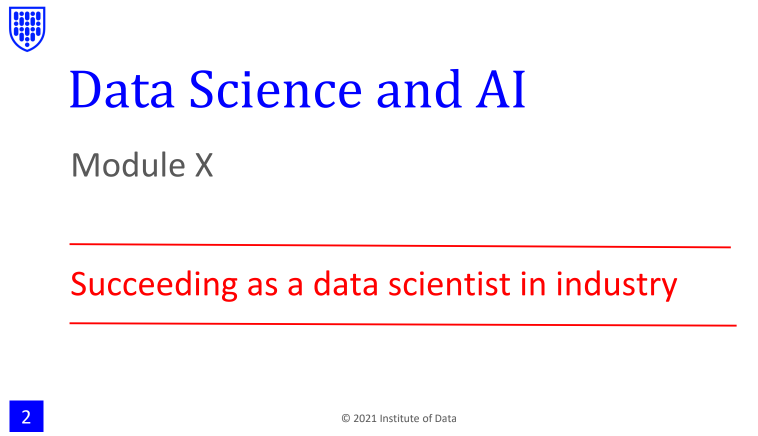 Data Science and AI
Module X
Succeeding as a data scientist in industry
2
© 2021 Institute of Data